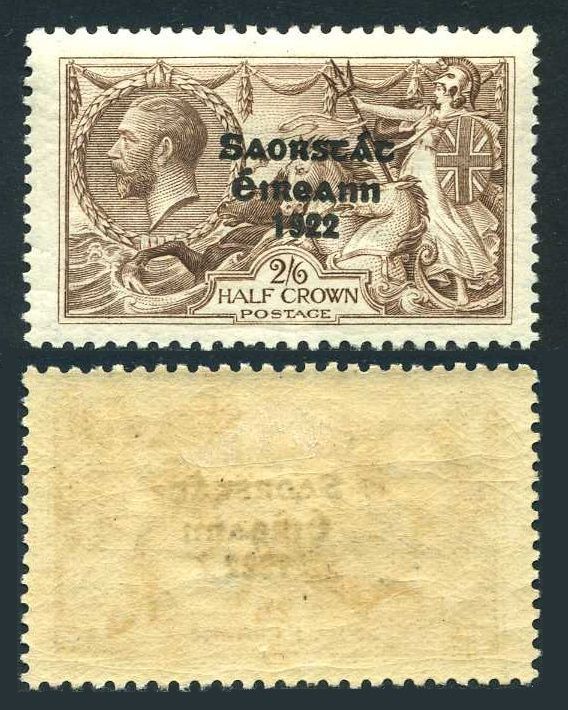 Saorstát
Éireann
1922
2/6
HALF CROWN
POSTAGE